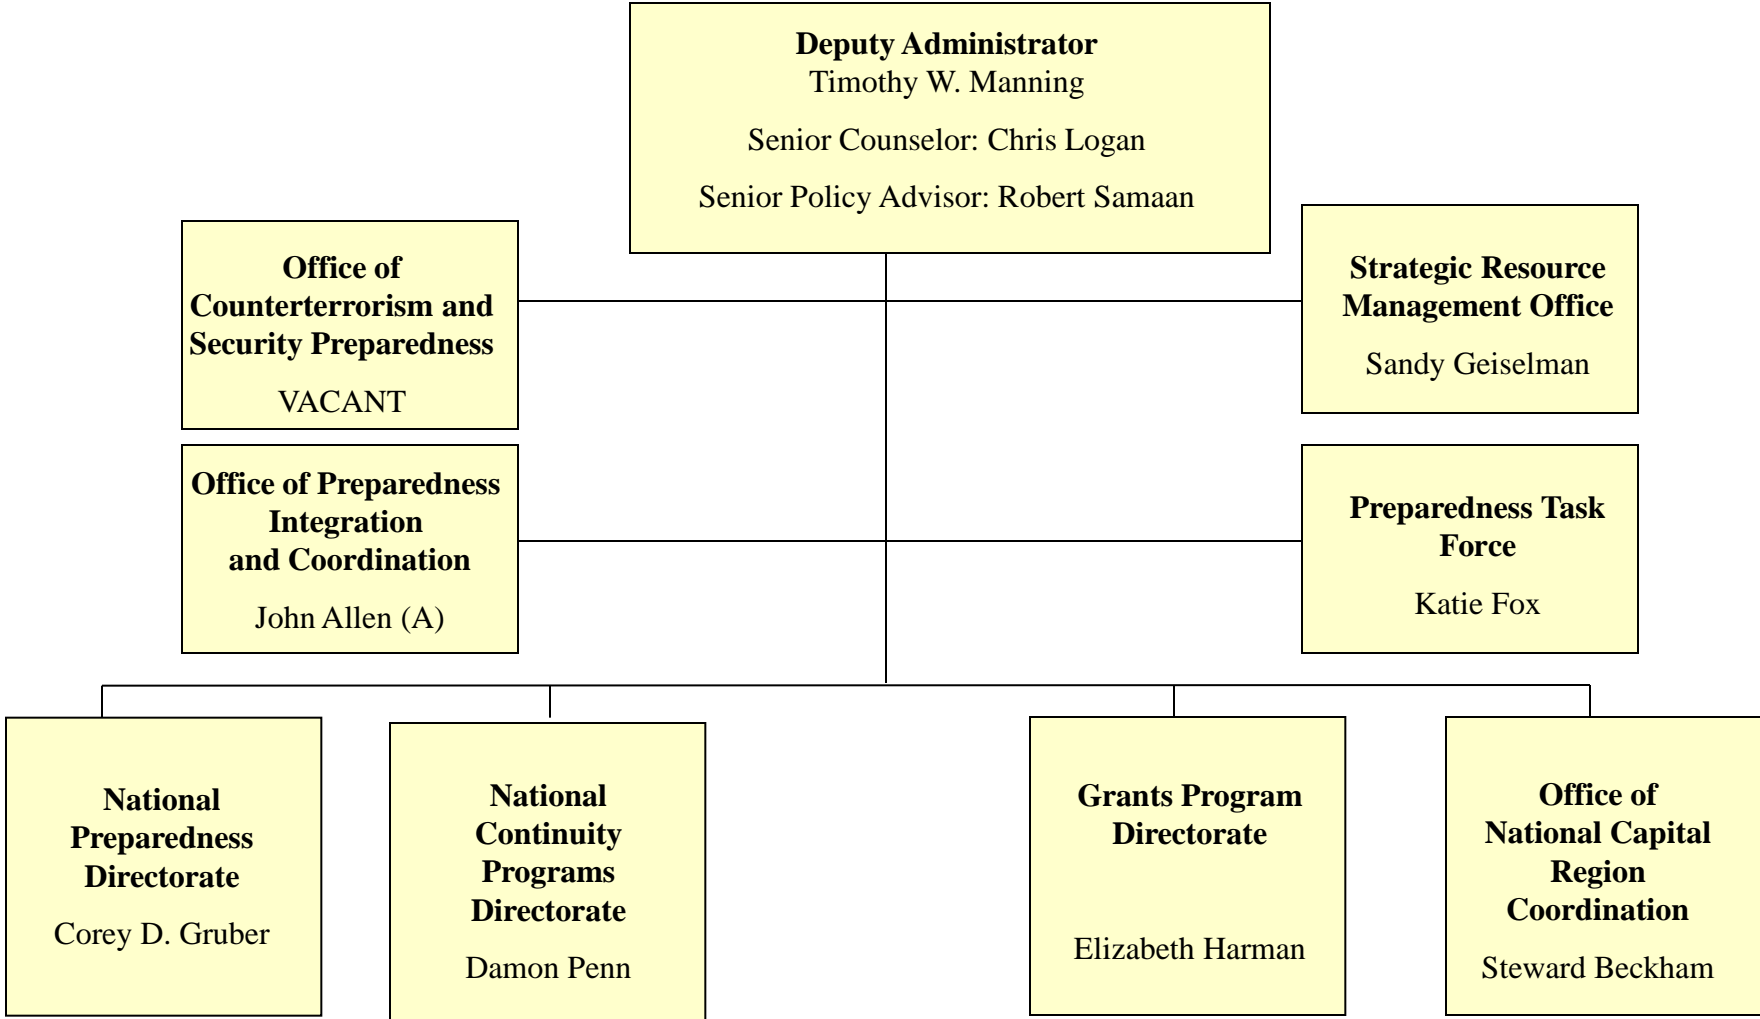 Deputy Administrator
Timothy W. Manning
Senior Counselor: Chris Logan
Senior Policy Advisor: Robert Samaan
Office of
Counterterrorism and
Security Preparedness
VACANT
Strategic Resource
Management Office
Sandy Geiselman
Office of Preparedness
Integration
and Coordination
John Allen (A)
Preparedness Task
Force
Katie Fox
National
Preparedness
Directorate
Corey D. Gruber
National
Continuity
Programs
Directorate
Damon Penn
Grants Program
Directorate
Elizabeth Harman
Office of
National Capital
Region
Coordination
Steward Beckham